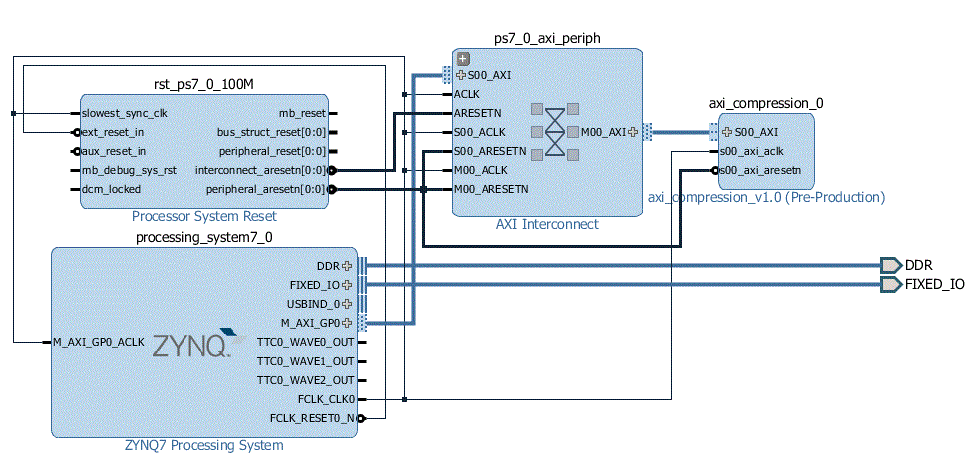 ps7_0_axi_periph
rst_ps7_0_100M
slowest_sync_clk
ext_reset_in
aux_reset_in
mb_debug_sys_rst
dcm_locked
mb_reset
bus_struct_reset[0:0]
peripheral_reset[0:0]
interconnect_aresetn[0:0]
peripheral_aresetn[0:0]
Processor System Reset
S00_AXI
ACLK
ARESETN
S00_ACLK
S00_ARESETN
M00_ACLK
M00_ARESETN
M00_AXI
AXI Interconnect
axi_compression_0
S00_AXI
s00_axi_aclk
s00_axi_aresetn
axi_compression_v1.0 (Pre-Production)
processing_system7_0
M_AXI_GP0_ACLK
ZYNQ
DDR
FIXED_IO
USBIND_0
M_AXI_GP0
TTC0_WAVE0_OUT
TTC0_WAVE1_OUT
TTC0_WAVE2_OUT
FCLK_CLK0
FCLK_RESET0_N
ZYNQ7 Processing System
DDR
FIXED_IO